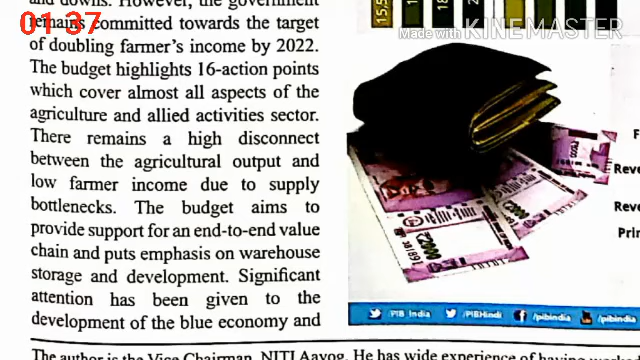 01-37
Made with KINEMASTER
and downs. However, the government
remains committed towards the target
of doubling farmer's income by 2022.
The budget highlights 16-action points
which cover almost all aspects of the
agriculture and allied activities sector.
There remains a high disconnect
between the agricultural output and
low farmer income due to supply
bottlenecks. The budget aims to
provide support for an end-to-end value
chain and puts emphasis on warehouse
storage and development. Significant
attention has been given to the
development of the blue economy and
15.5
₹2000
₹2000
Reve
Reve
Prin
PIB_India
/PIBHindi
/pibindia
/pibindia
The author is the Vice Chairman, NITI Aayog. He has wide experience of having worked